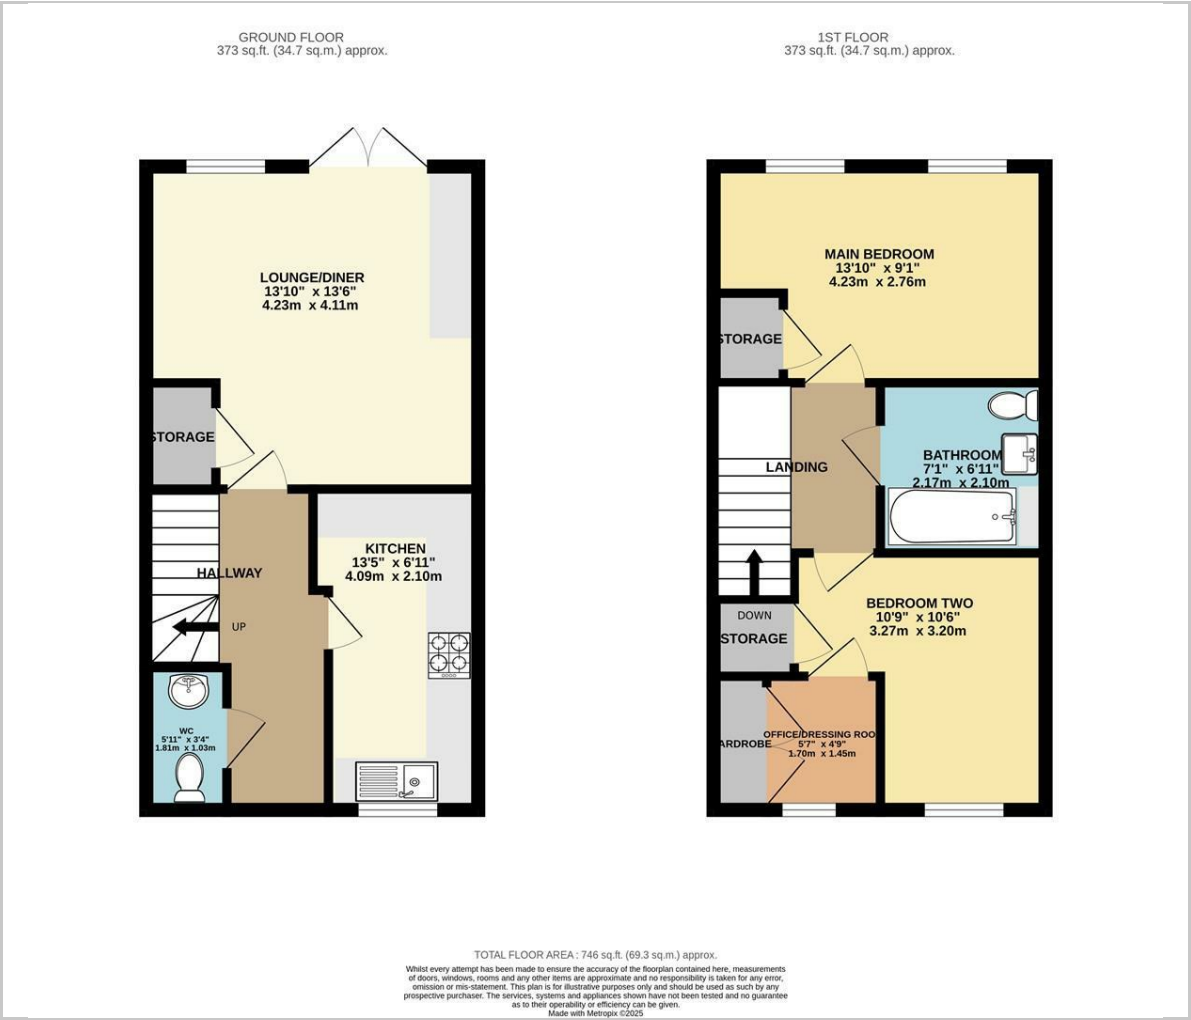 GROUND FLOOR
373 sq.ft. (34.7 sq.m.) approx.
LOUNGE/DINER
13'10" x 13'6"
4.23m x 4.11m
STORAGE
KITCHEN
13'5" x 6'11"
4.09m x 2.10m
HALLWAY
UP
WC
5'11" x 3'4"
1.81m x 1.03m
1ST FLOOR
373 sq.ft. (34.7 sq.m.) approx.
MAIN BEDROOM
13'10" x 9'1"
4.23m x 2.76m
STORAGE
LANDING
BATHROOM
7'1" x 6'11"
2.17m x 2.10m
BEDROOM TWO
10'9" x 10'6"
3.27m x 3.20m
DOWN
STORAGE
ARDROBE
OFFICE/DRESSING ROO
5'7" x 4'9"
1.70m x 1.45m
TOTAL FLOOR AREA : 746 sq.ft. (69.3 sq.m.) approx.
Whilst every attempt has been made to ensure the accuracy of the floorplan contained here, measurements
of doors, windows, rooms and any other items are approximate and no responsibility is taken for any error,
omission or mis-statement. This plan is for illustrative purposes only and should be used as such by any
prospective purchaser. The services, systems and appliances shown have not been tested and no guarantee
as to their operability or efficiency can be given.
Made with Metropix ©2025